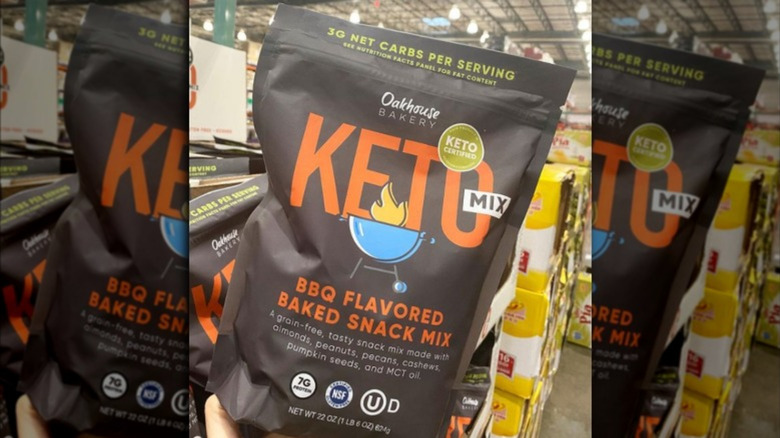 3G NET CARBS PER SERVING
SEE NUTRITION FACTS PANEL FOR FAT CONTENT
Oakhouse
BAKERY
KETO
CERTIFIED
KETO
MIX
BBQ FLAVORED
BAKED SNACK MIX
A grain-free, tasty snack mix made with
almonds, peanuts, pecans, cashews,
pumpkin seeds, and MCT oil.
7G
PROTEIN
NSF
U D
NET WT 22 OZ (1 LB 6 OZ) 624g